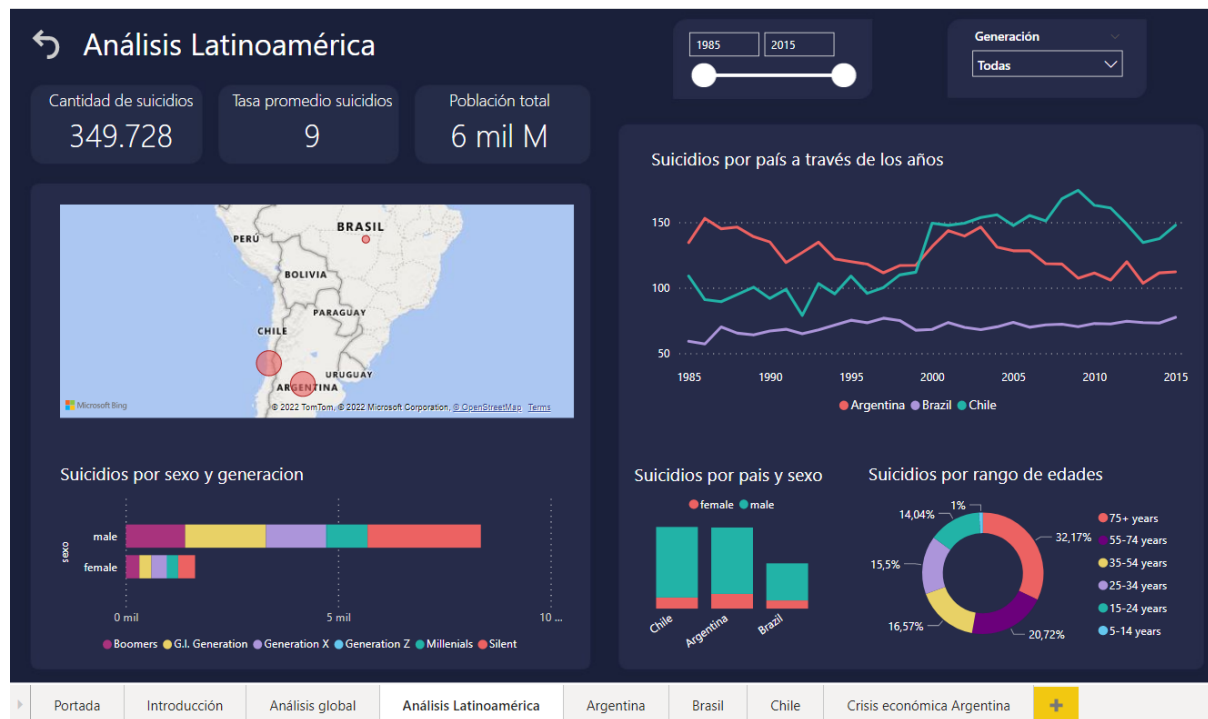 Análisis Latinoamérica
1985
2015
Generación
Todas
Cantidad de suicidios
349.728
Tasa promedio suicidios
9
Población total
6 mil M
BRASIL
PERÚ
BOLIVIA
PARAGUAY
CHILE
URUGUAY
ARGENTINA
Microsoft Bing
© 2022 TomTom, © 2022 Microsoft Corporation, © OpenStreetMap Terms
Suicidios por país a través de los años
150
100
50
1985 1990 1995 2000 2005 2010 2015
Argentina Brazil Chile
Suicidios por sexo y generacion
sexo
male
female
0 mil 5 mil 10 ...
Boomers G.I. Generation Generation X Generation Z Millenials Silent
Suicidios por pais y sexo
female male
Chile Argentina Brazil
Suicidios por rango de edades
1%
14,04%
15,5%
16,57%
20,72%
32,17%
75+ years
55-74 years
35-54 years
25-34 years
15-24 years
5-14 years
Portada Introducción Análisis global Análisis Latinoamérica Argentina Brasil Chile Crisis económica Argentina +